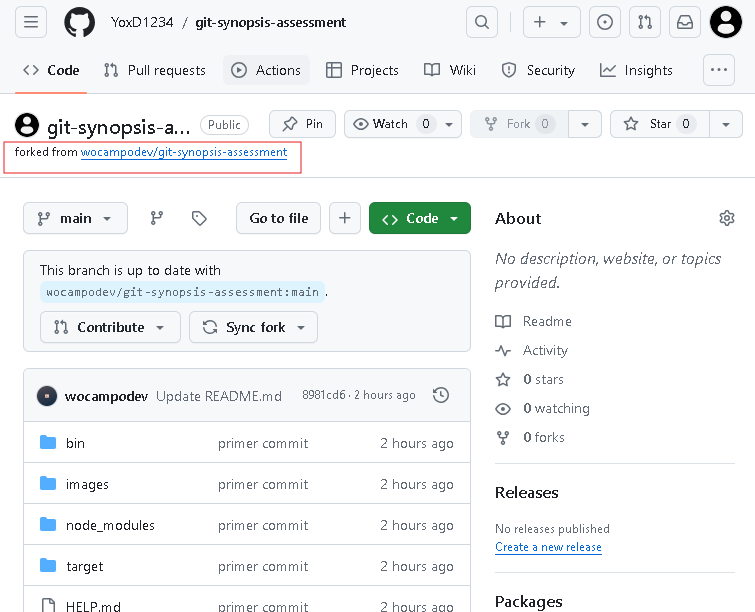 YoxD1234 / git-synopsis-assessment
Code Pull requests Actions Projects Wiki Security Insights
git-synopsis-a... Public Pin Watch 0 Fork 0 Star 0
forked from wocampodev/git-synopsis-assessment
main Go to file Code
This branch is up to date with
wocampodev/git-synopsis-assessment:main .
Contribute Sync fork
wocampodev Update README.md 8981cd6 · 2 hours ago
bin primer commit 2 hours ago
images primer commit 2 hours ago
node_modules primer commit 2 hours ago
target primer commit 2 hours ago
HELP.md primer commit 2 hours ago
About
No description, website, or topics
provided.
Readme
Activity
0 stars
0 watching
0 forks
Releases
No releases published
Create a new release
Packages